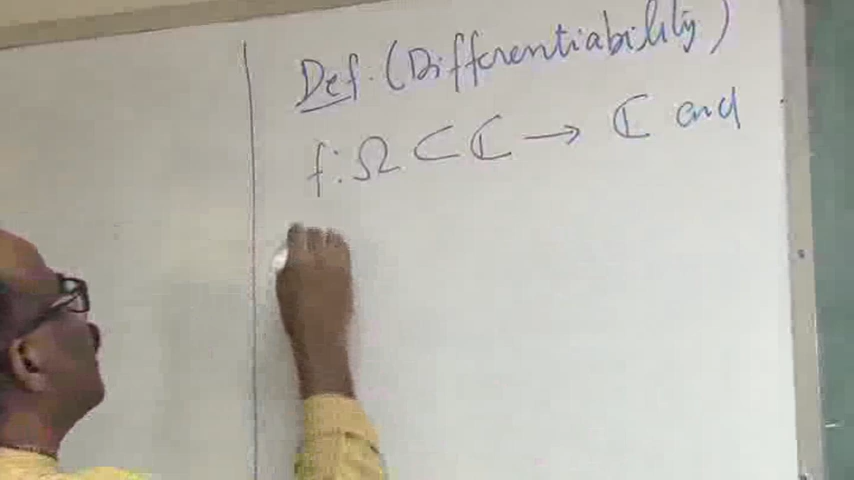 Def. (Differentiability)
f: Ω ⊂ ℂ → ℂ and